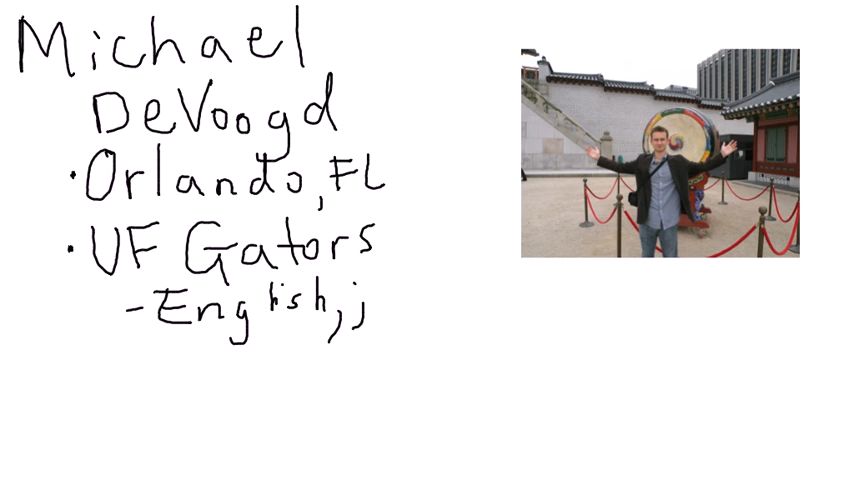 Michael
DeVoogd
• Orlando, FL
• UF Gators
- English, j